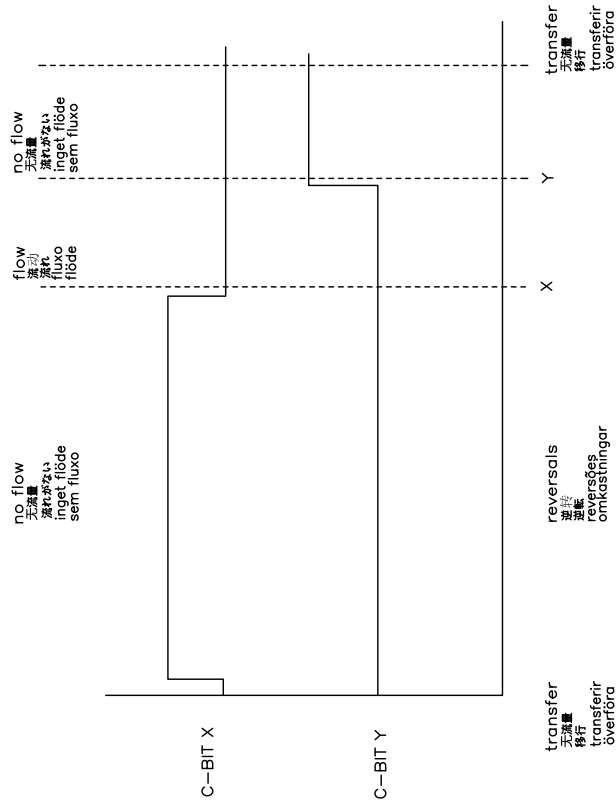 no flow
无流量
流れがない
inget flöde
sem fluxo
flow
流动
流れ
fluxo
flöde
no flow
无流量
流れがない
inget flöde
sem fluxo
C-BIT X
C-BIT Y
transfer
无流量
移行
transferir
överföra
reversals
逆转
逆転
reversões
omkastningar
X
Y
transfer
无流量
移行
transferir
överföra